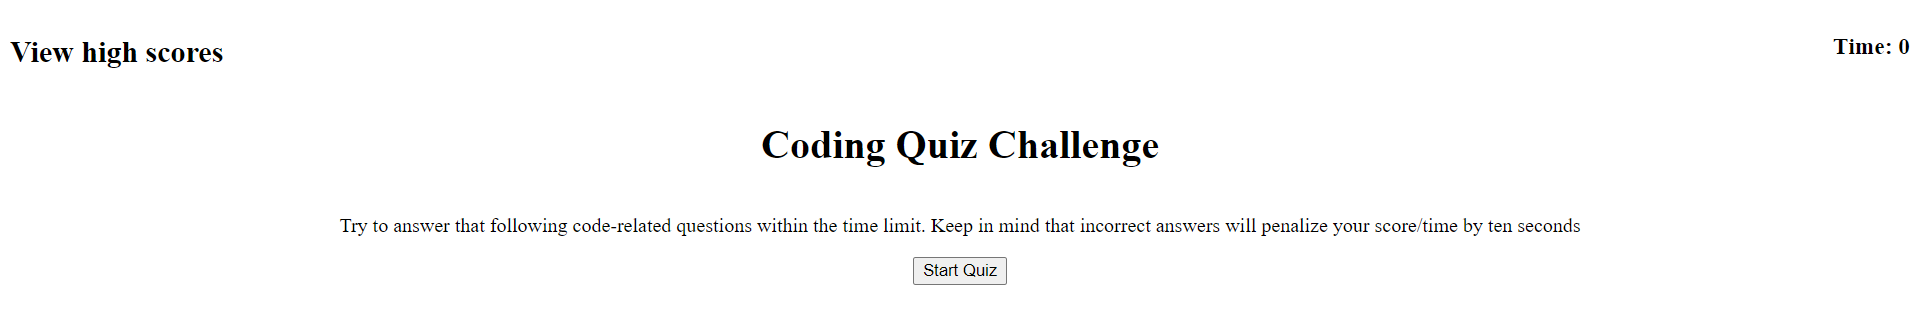 View high scores
Time: 0
Coding Quiz Challenge
Try to answer that following code-related questions within the time limit. Keep in mind that incorrect answers will penalize your score/time by ten seconds
Start Quiz